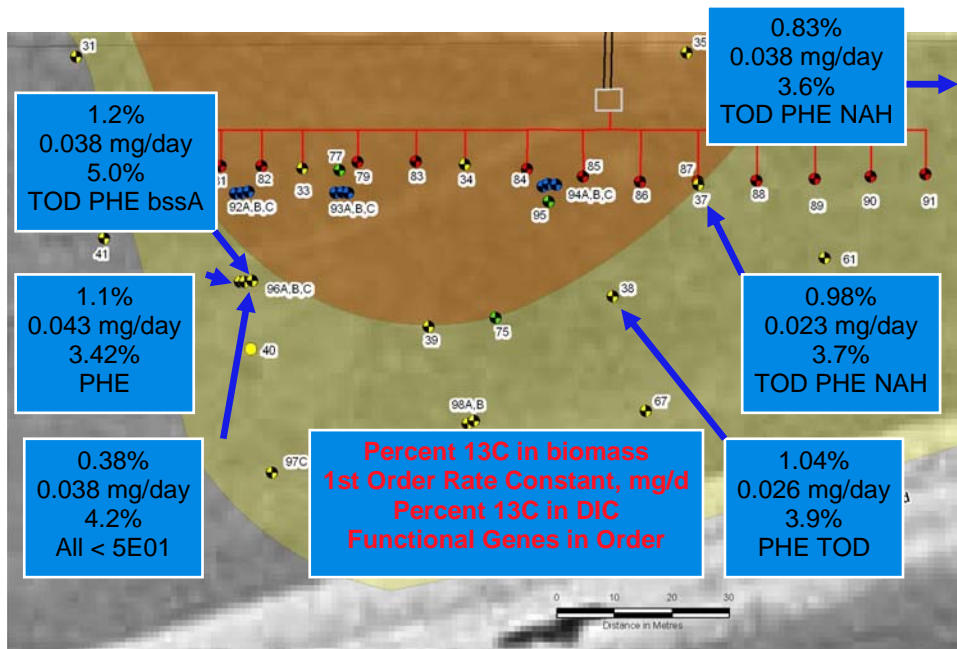 31
35
0.83%
0.038 mg/day
3.6%
TOD PHE NAH
1.2%
0.038 mg/day
5.0%
TOD PHE bssA
81
82
33
77
79
83
34
84
85
86
87
37
88
89
90
91
92A,B,C
93A,B,C
94A,B,C
95
41
96A,B,C
61
1.1%
0.043 mg/day
3.42%
PHE
38
39
75
40
0.98%
0.023 mg/day
3.7%
TOD PHE NAH
98A,B
67
97C
0.38%
0.038 mg/day
4.2%
All < 5E01
Percent 13C in biomass
1st Order Rate Constant, mg/d
Percent 13C in DIC
Functional Genes in Order
1.04%
0.026 mg/day
3.9%
PHE TOD
0 10 20 30
Distance in Metres